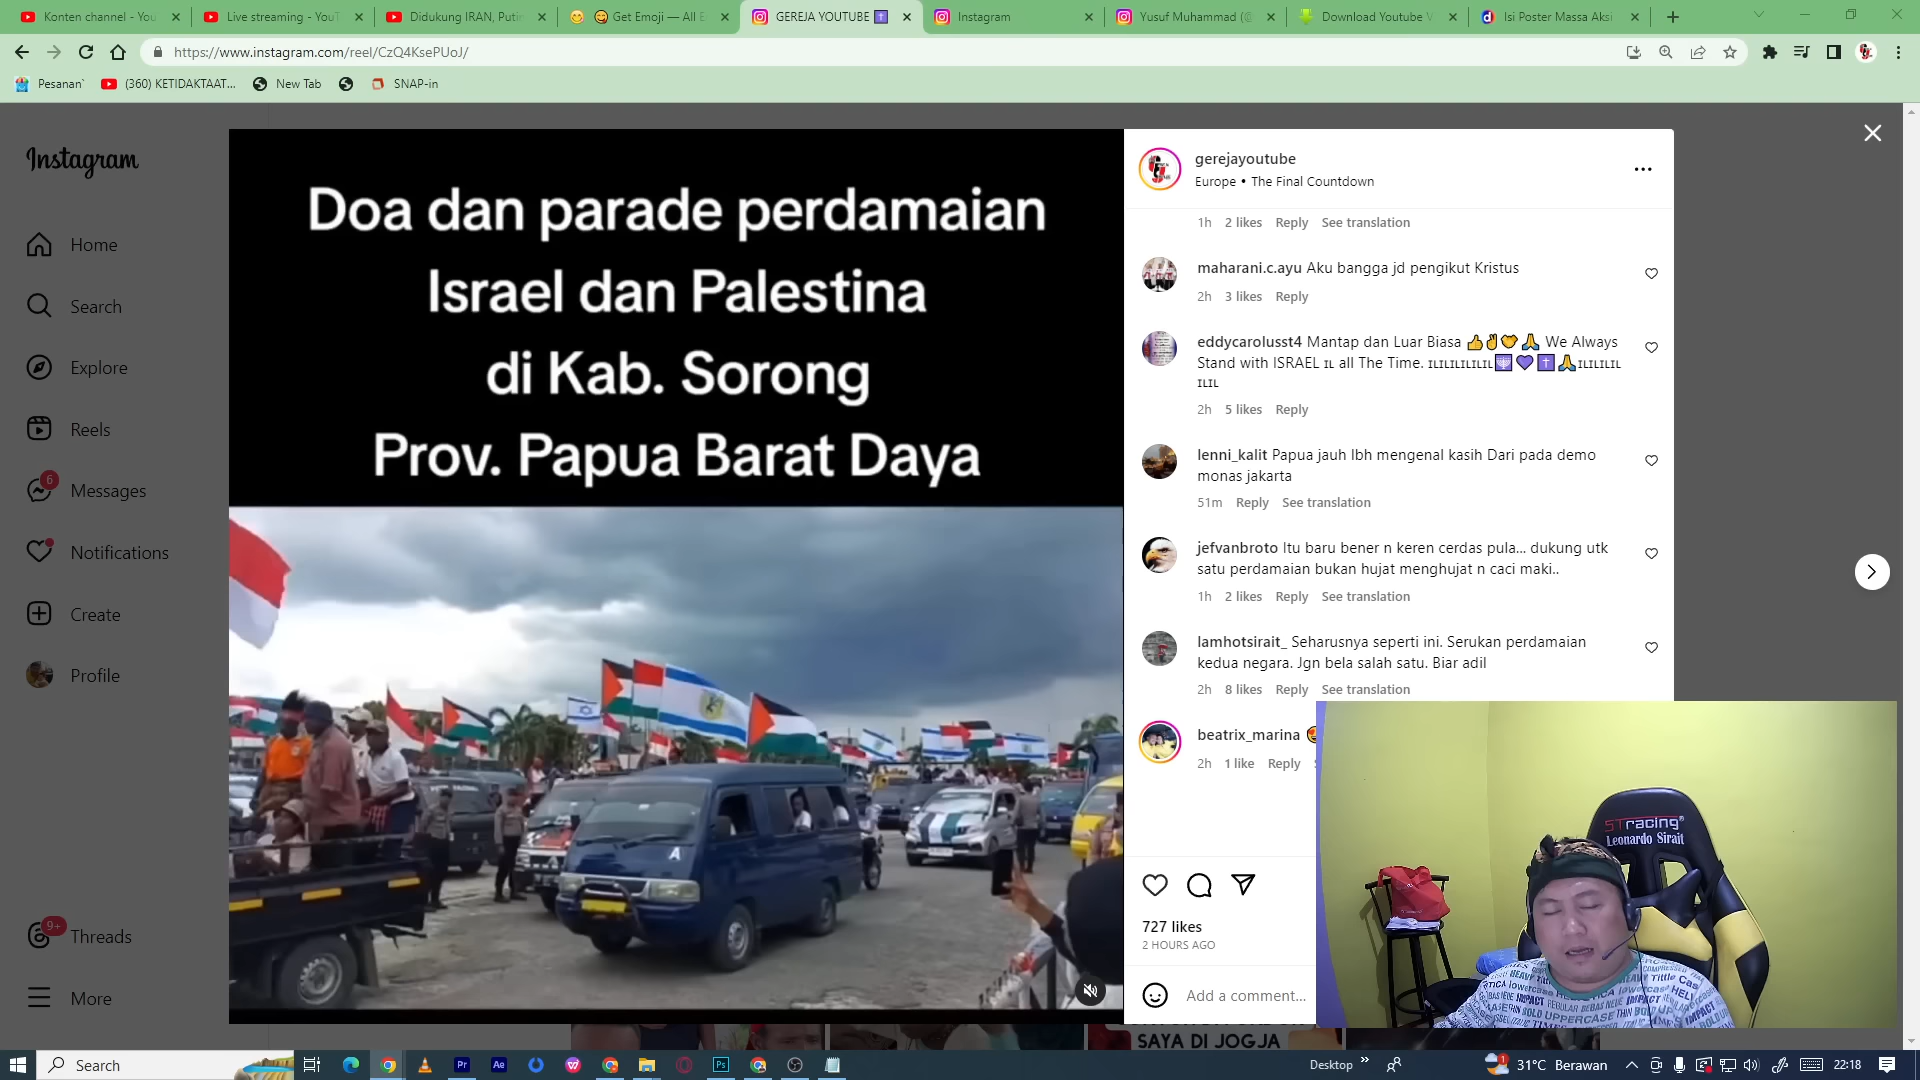 Konten channel - You
Live streaming - YouT
Didukung IRAN, Putin
Get Emoji — All E
GEREJA YOUTUBE
Instagram
Yusuf Muhammad (@
Download Youtube V
Isi Poster Massa Aksi
https://www.instagram.com/reel/CzQ4KsePUoJ/
Pesanan`
(360) KETIDAKTAAT...
New Tab
SNAP-in
Instagram
Home
Search
Explore
Reels
6
Messages
Notifications
Create
Profile
9+
Threads
More
Doa dan parade perdamaian
Israel dan Palestina
di Kab. Sorong
Prov. Papua Barat Daya
A
gerejayoutube
Europe • The Final Countdown
1h 2 likes Reply See translation
maharani.c.ayu Aku bangga jd pengikut Kristus
2h 3 likes Reply
eddycarolusst4 Mantap dan Luar Biasa 👍✌🤝🙏 We Always
Stand with ISRAEL 🇮🇱 all The Time. 🇮🇱🇮🇱🇮🇱🇮🇱🇮🇱🕎💜✝🙏🇮🇱🇮🇱🇮🇱🇮🇱
🇮🇱🇮🇱
2h 5 likes Reply
lenni_kalit Papua jauh lbh mengenal kasih Dari pada demo
monas jakarta
51m Reply See translation
jefvanbroto Itu baru bener n keren cerdas pula... dukung utk
satu perdamaian bukan hujat menghujat n caci maki..
1h 2 likes Reply See translation
lamhotsirait_ Seharusnya seperti ini. Serukan perdamaian
kedua negara. Jgn bela salah satu. Biar adil
2h 8 likes Reply See translation
beatrix_marina 😍
2h 1 like Reply
727 likes
2 HOURS AGO
Add a comment...
STRacing
Leonardo Sirait
SAYA DI JOGJA
Search
Desktop
1
31°C Berawan
22:18